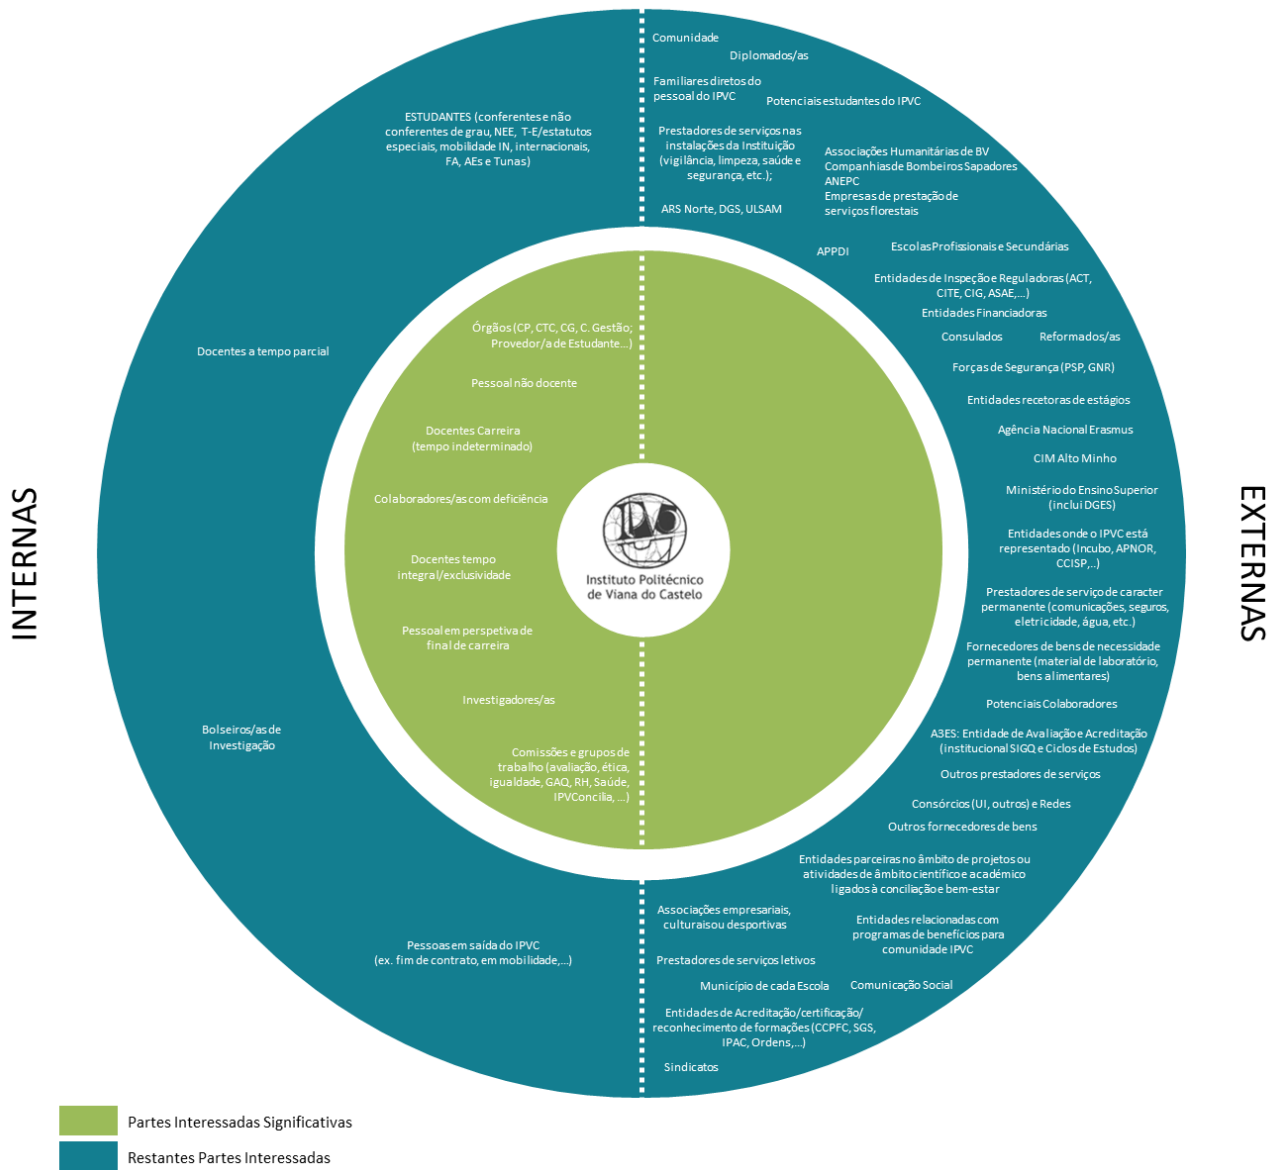 INTERNAS
EXTERNAS
ESTUDANTES (conferentes e não
conferentes de grau, NEE, T-E/estatutos
especiais, mobilidade IN, internacionais,
FA, AEs e Tunas)
Docentes a tempo parcial
Bolseiros/as de
Investigação
Pessoas em saída do IPVC
(ex. fim de contrato, em mobilidade,...)
Órgãos (CP, CTC, CG, C. Gestão;
Provedor/a de Estudante...)
Pessoal não docente
Docentes Carreira
(tempo indeterminado)
Colaboradores/as com deficiência
Docentes tempo
integral/exclusividade
Pessoal em perspetiva de
final de carreira
Investigadores/as
Comissões e grupos de
trabalho (avaliação, ética,
igualdade, GAQ, RH, Saúde,
IPVConcilia, ...)
Instituto Politécnico
de Viana do Castelo
Comunidade
Diplomados/as
Familiares diretos do
pessoal do IPVC
Potenciais estudantes do IPVC
Prestadores de serviços nas
instalações da Instituição
(vigilância, limpeza, saúde e
segurança, etc.);
Associações Humanitárias de BV
Companhias de Bombeiros Sapadores
ANEPC
Empresas de prestação de
serviços florestais
ARS Norte, DGS, ULSAM
APPDI
Escolas Profissionais e Secundárias
Entidades de Inspeção e Reguladoras (ACT,
CITE, CIG, ASAE,...)
Entidades Financiadoras
Consulados
Reformados/as
Forças de Segurança (PSP, GNR)
Entidades recetoras de estágios
Agência Nacional Erasmus
CIM Alto Minho
Ministério do Ensino Superior
(inclui DGES)
Entidades onde o IPVC está
representado (Incubo, APNOR,
CCISP,..)
Prestadores de serviço de caracter
permanente (comunicações, seguros,
eletricidade, água, etc.)
Fornecedores de bens de necessidade
permanente (material de laboratório,
bens alimentares)
Potenciais Colaboradores
A3ES: Entidade de Avaliação e Acreditação
(institucional SIGQ e Ciclos de Estudos)
Outros prestadores de serviços
Consórcios (UI, outros) e Redes
Outros fornecedores de bens
Entidades parceiras no âmbito de projetos ou
atividades de âmbito científico e académico
ligados à conciliação e bem-estar
Associações empresariais,
culturais ou desportivas
Entidades relacionadas com
programas de benefícios para
comunidade IPVC
Prestadores de serviços letivos
Município de cada Escola
Comunicação Social
Entidades de Acreditação/certificação/
reconhecimento de formações (CCPFC, SGS,
IPAC, Ordens,...)
Sindicatos
Partes Interessadas Significativas
Restantes Partes Interessadas